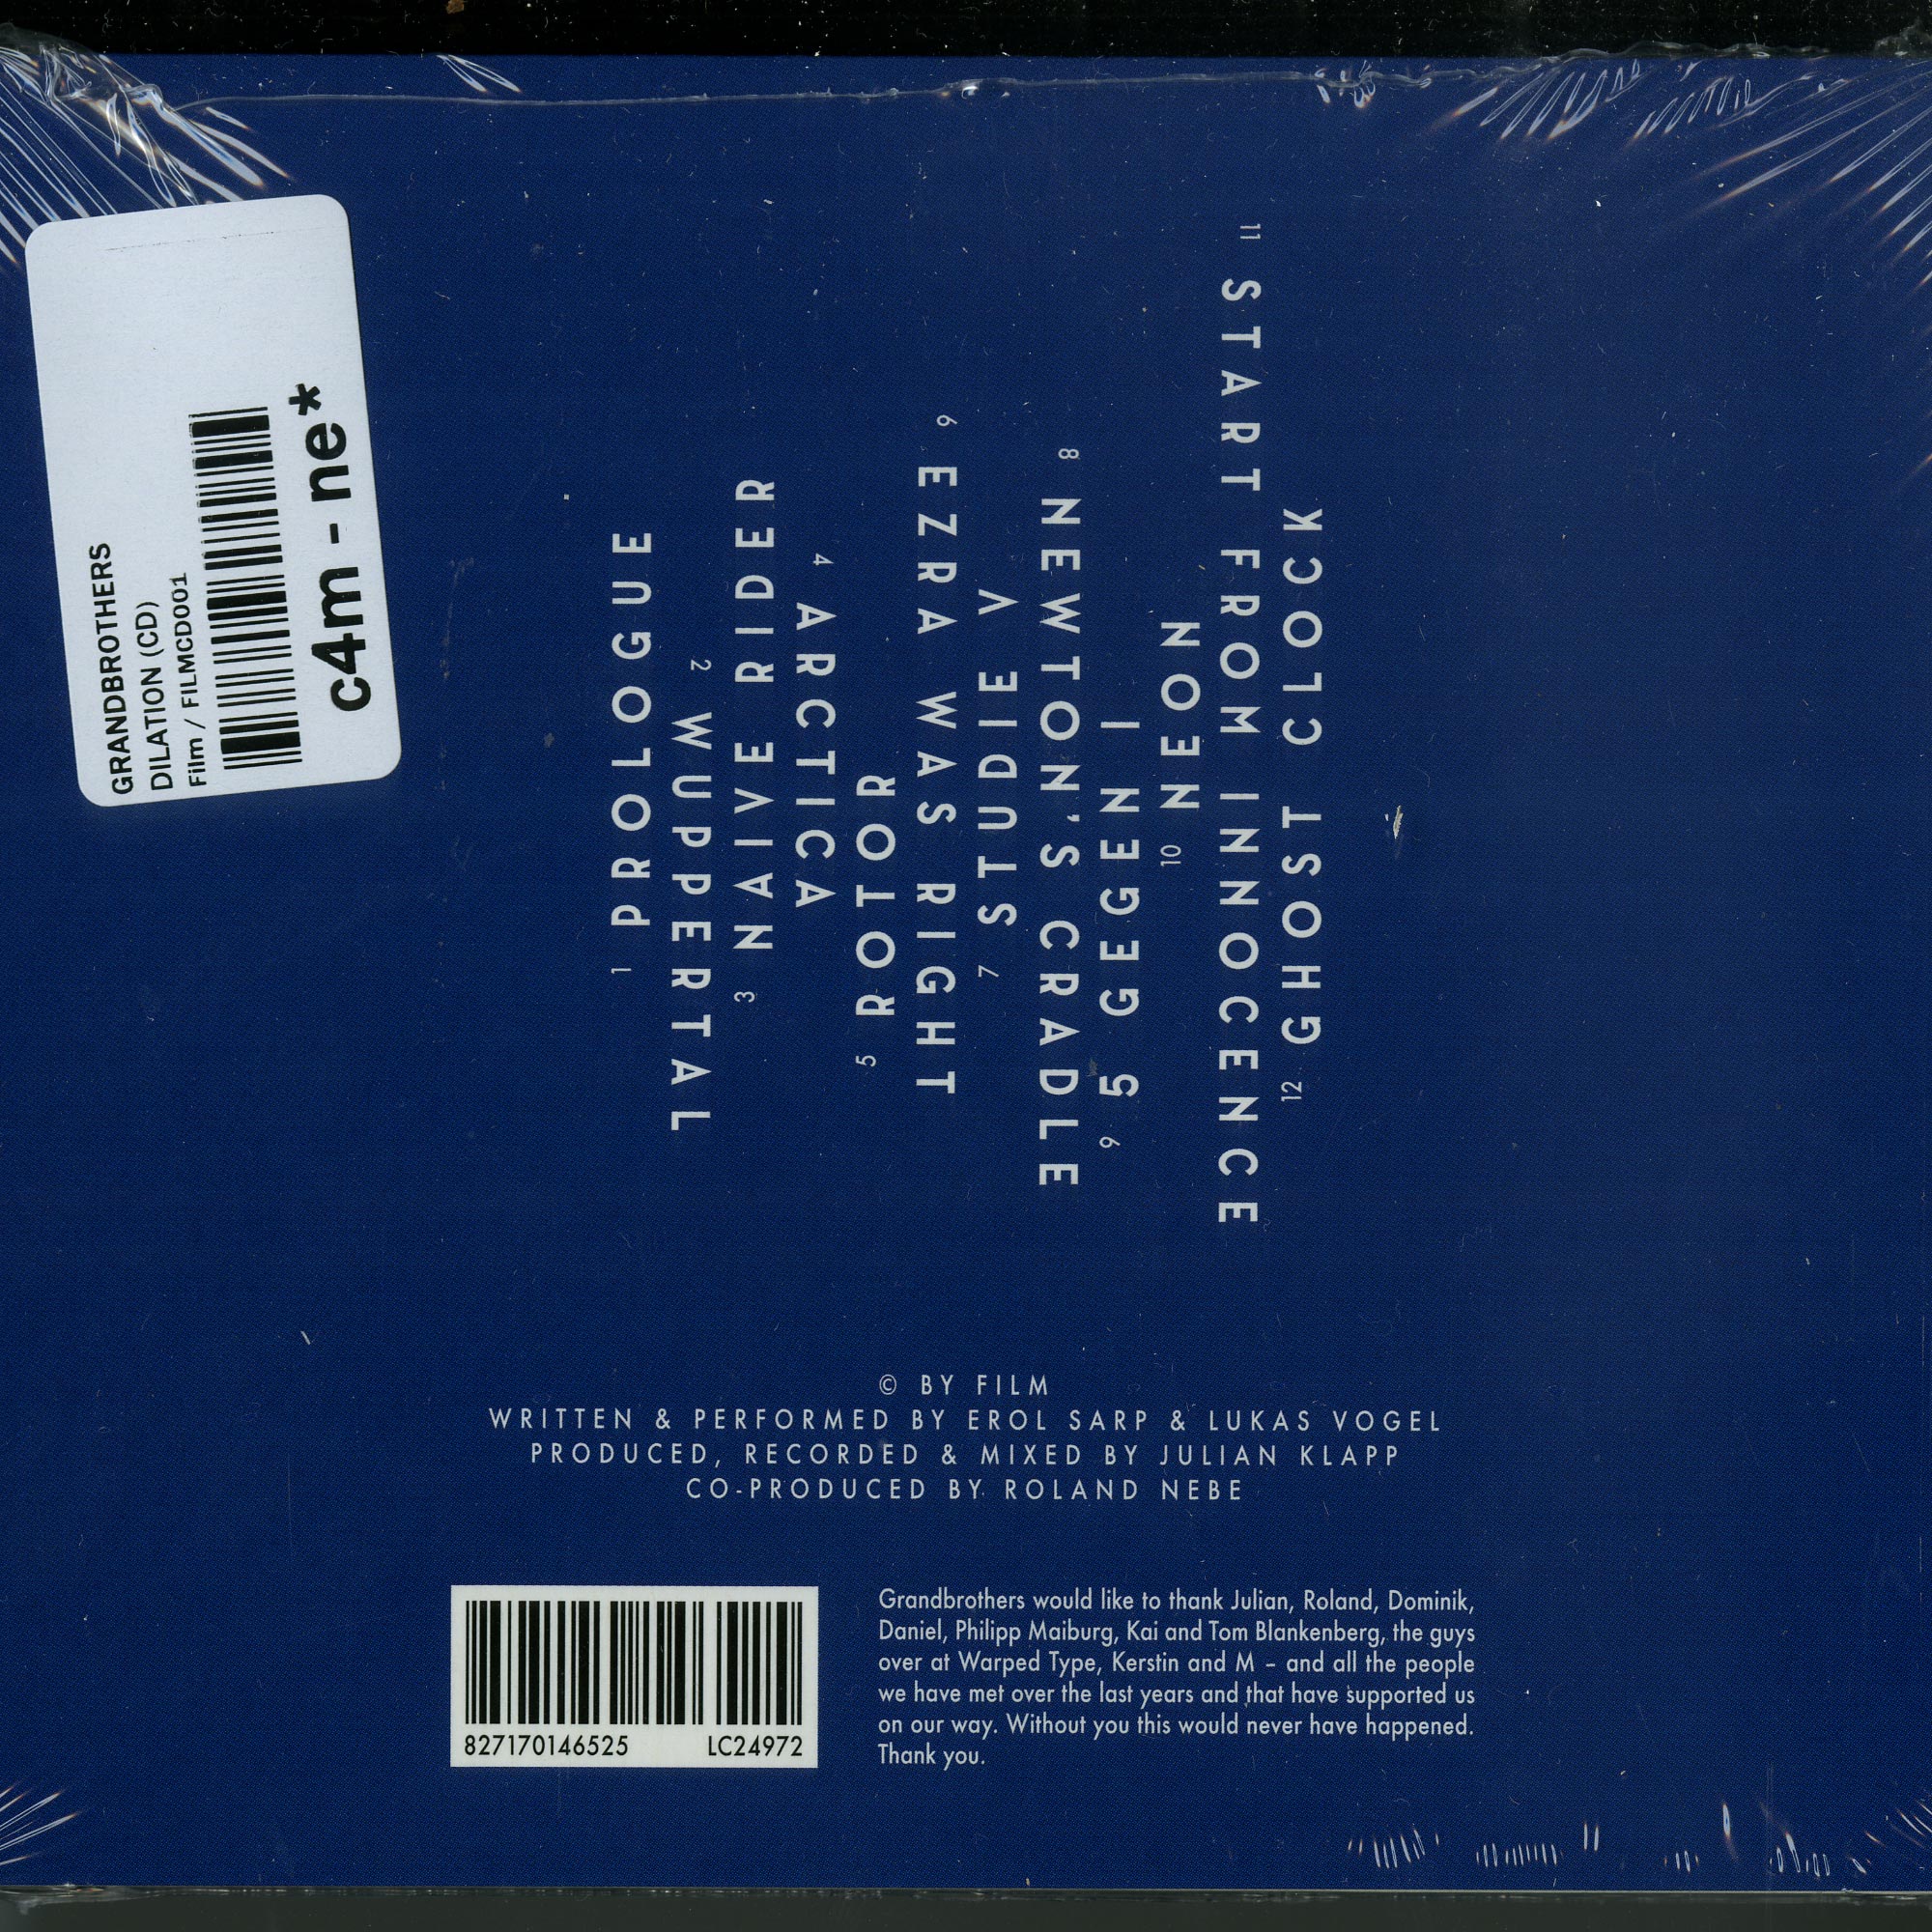 GRANDBROTHERS
DILATION (CD)
Film / FILMCD001
c4m - ne*
1 PROLOGUE
2 WUPPERTAL
3 NAIVE RIDER
4 ARCTICA
5 ROTOR
6 EZRA WAS RIGHT
7 STUDIE V
8 NEWTON'S CRADLE
9 5 GEGEN I
10 NEON
11 START FROM INNOCENCE
12 GHOST CLOCK
© BY FILM
WRITTEN & PERFORMED BY EROL SARP & LUKAS VOGEL
PRODUCED, RECORDED & MIXED BY JULIAN KLAPP
CO-PRODUCED BY ROLAND NEBE
827170146525 LC24972
Grandbrothers would like to thank Julian, Roland, Dominik,
Daniel, Philipp Maiburg, Kai and Tom Blankenberg, the guys
over at Warped Type, Kerstin and M – and all the people
we have met over the last years and that have supported us
on our way. Without you this would never have happened.
Thank you.